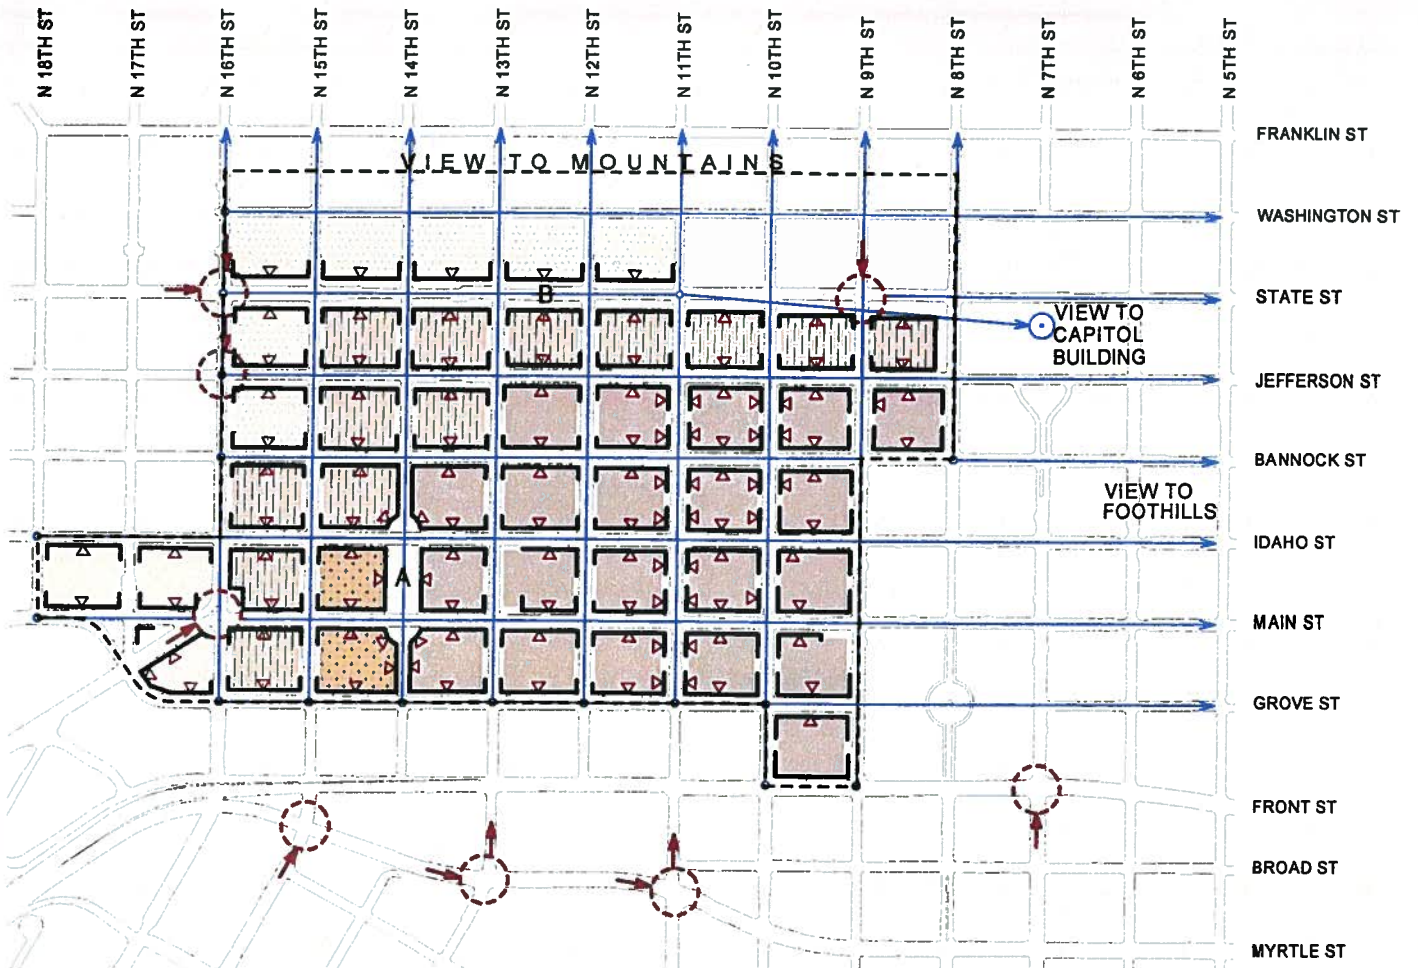 N 18TH ST
N 17TH ST
N 16TH ST
N 15TH ST
N 14TH ST
N 13TH ST
N 12TH ST
N 11TH ST
N 10TH ST
N 9TH ST
N 8TH ST
N 7TH ST
N 6TH ST
N 5TH ST
FRANKLIN ST
VIEW TO MOUNTAINS
WASHINGTON ST
B
STATE ST
VIEW TO
CAPITOL
BUILDING
JEFFERSON ST
BANNOCK ST
VIEW TO
FOOTHILLS
IDAHO ST
A
MAIN ST
GROVE ST
FRONT ST
BROAD ST
MYRTLE ST